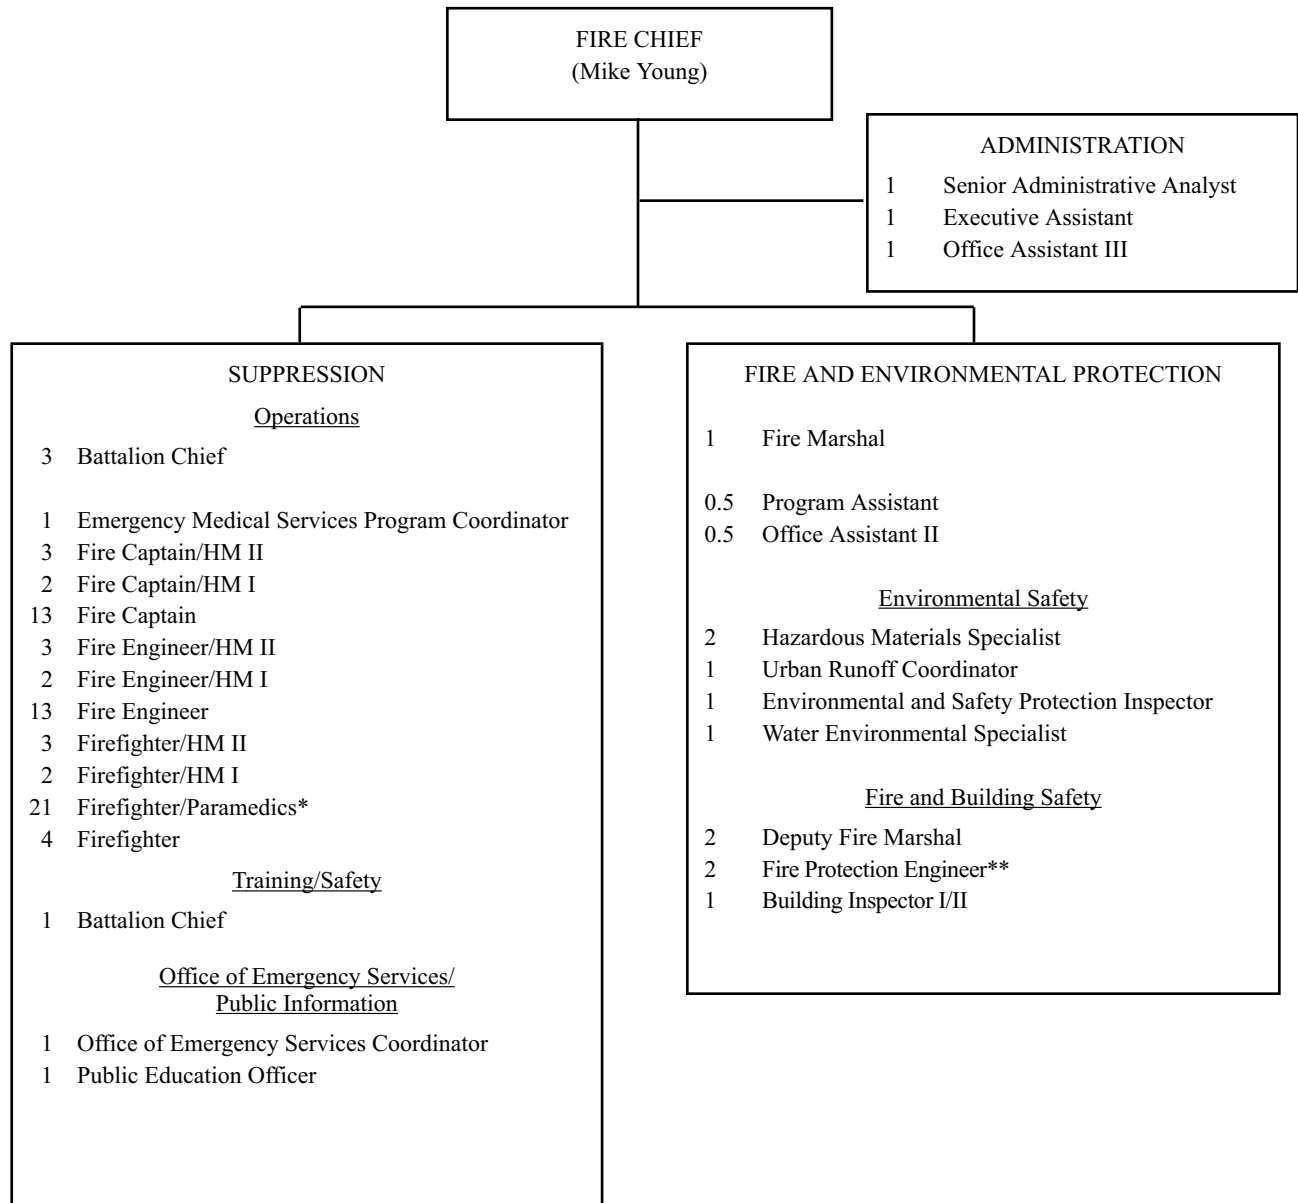 FIRE CHIEF
(Mike Young)
ADMINISTRATION
1 Senior Administrative Analyst
1 Executive Assistant
1 Office Assistant III
SUPPRESSION
Operations
3 Battalion Chief
1 Emergency Medical Services Program Coordinator
3 Fire Captain/HM II
2 Fire Captain/HM I
13 Fire Captain
3 Fire Engineer/HM II
2 Fire Engineer/HM I
13 Fire Engineer
3 Firefighter/HM II
2 Firefighter/HM I
21 Firefighter/Paramedics*
4 Firefighter
Training/Safety
1 Battalion Chief
Office of Emergency Services/
Public Information
1 Office of Emergency Services Coordinator
1 Public Education Officer
FIRE AND ENVIRONMENTAL PROTECTION
1 Fire Marshal
0.5 Program Assistant
0.5 Office Assistant II
Environmental Safety
2 Hazardous Materials Specialist
1 Urban Runoff Coordinator
1 Environmental and Safety Protection Inspector
1 Water Environmental Specialist
Fire and Building Safety
2 Deputy Fire Marshal
2 Fire Protection Engineer**
1 Building Inspector I/II